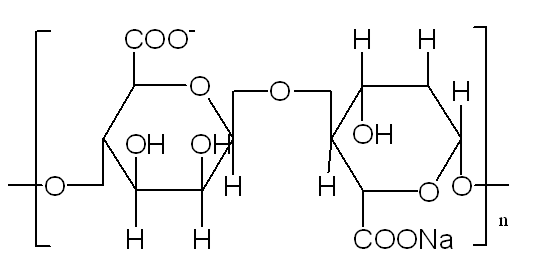 COO-
H H
O O H
OH OH OH
O H H O O
H H COONa
n